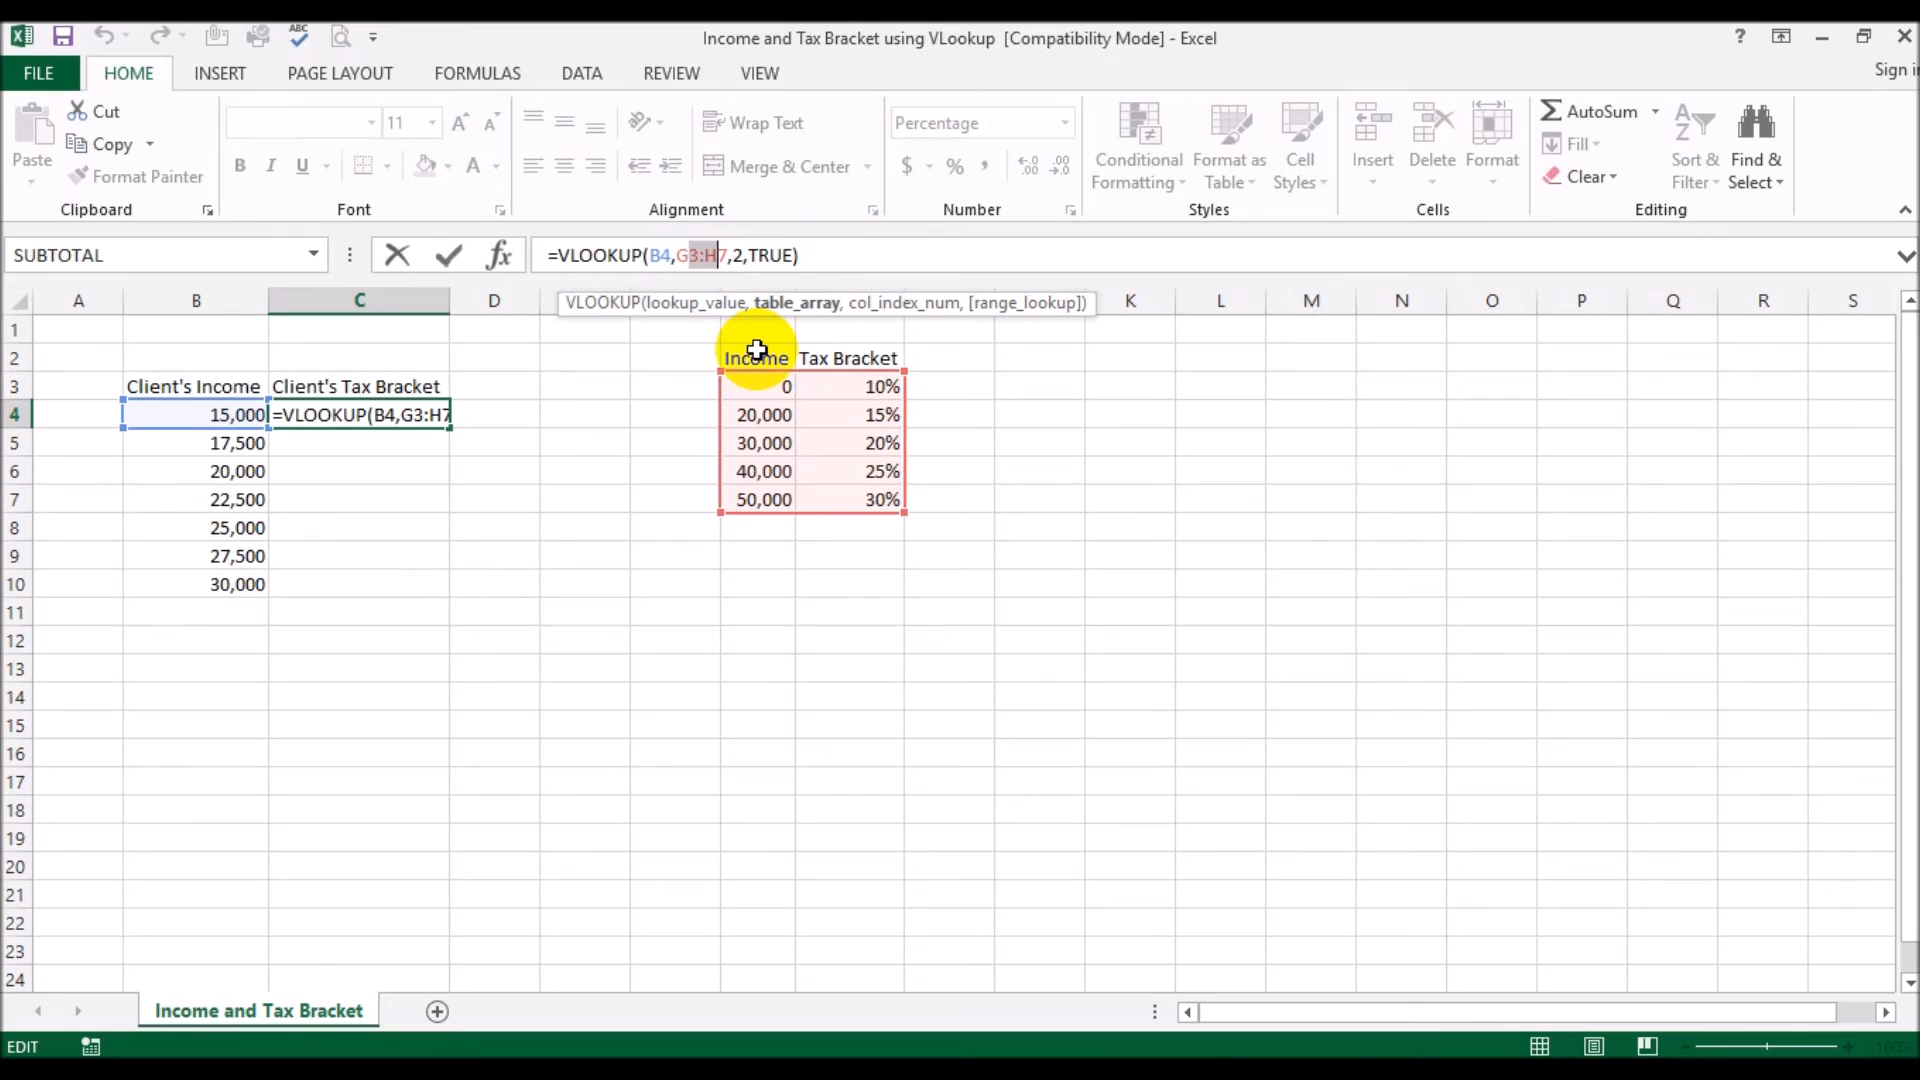 Income and Tax Bracket using VLookup [Compatibility Mode] - Excel
?
FILE HOME INSERT PAGE LAYOUT FORMULAS DATA REVIEW VIEW
Sign in
Paste
Cut
Copy
Format Painter
Clipboard
11
B I U
Font
Wrap Text
Merge & Center
Alignment
Percentage
$ % ,
Number
Conditional Formatting
Format as Table
Cell Styles
Styles
Insert Delete Format
Cells
AutoSum
Fill
Clear
Sort & Filter
Find & Select
Editing
SUBTOTAL
fx
=VLOOKUP(B4,G3:H7,2,TRUE)
VLOOKUP(lookup_value, table_array, col_index_num, [range_lookup])
A B C D K L M N O P Q R S
1
2 Income Tax Bracket
3 Client's Income Client's Tax Bracket 0 10%
4 15,000 =VLOOKUP(B4,G3:H7 20,000 15%
5 17,500 30,000 20%
6 20,000 40,000 25%
7 22,500 50,000 30%
8 25,000
9 27,500
10 30,000
11
12
13
14
15
16
17
18
19
20
21
22
23
24
Income and Tax Bracket
EDIT